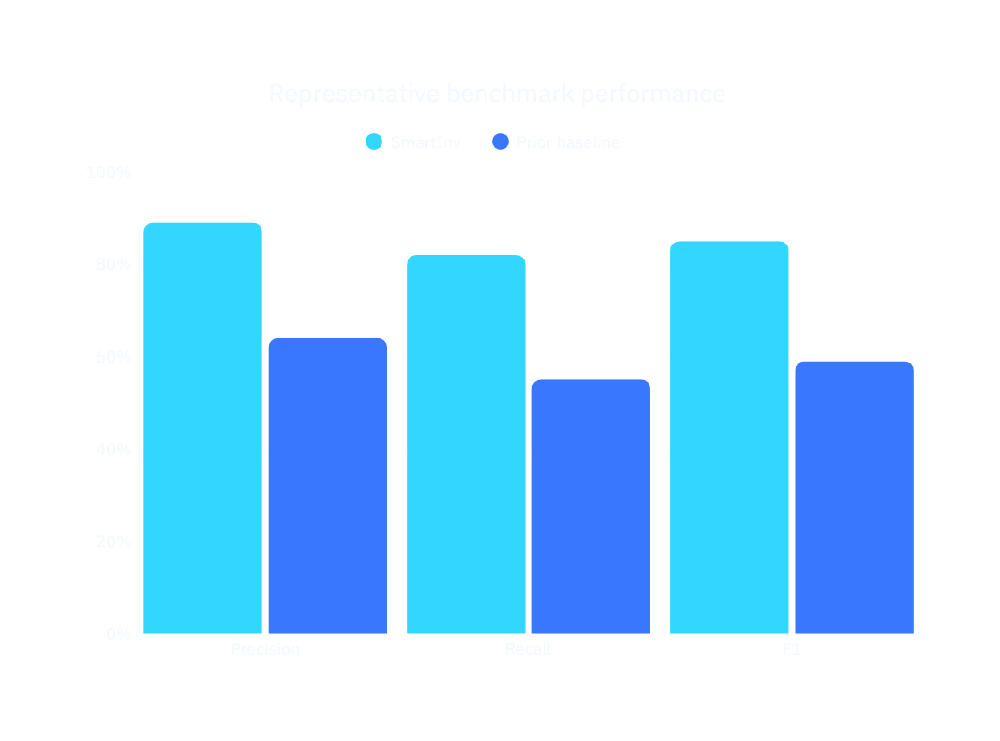 Representative benchmark performance
SmartInv Prior baseline
100%
80%
60%
40%
20%
0%
Precision Recall F1